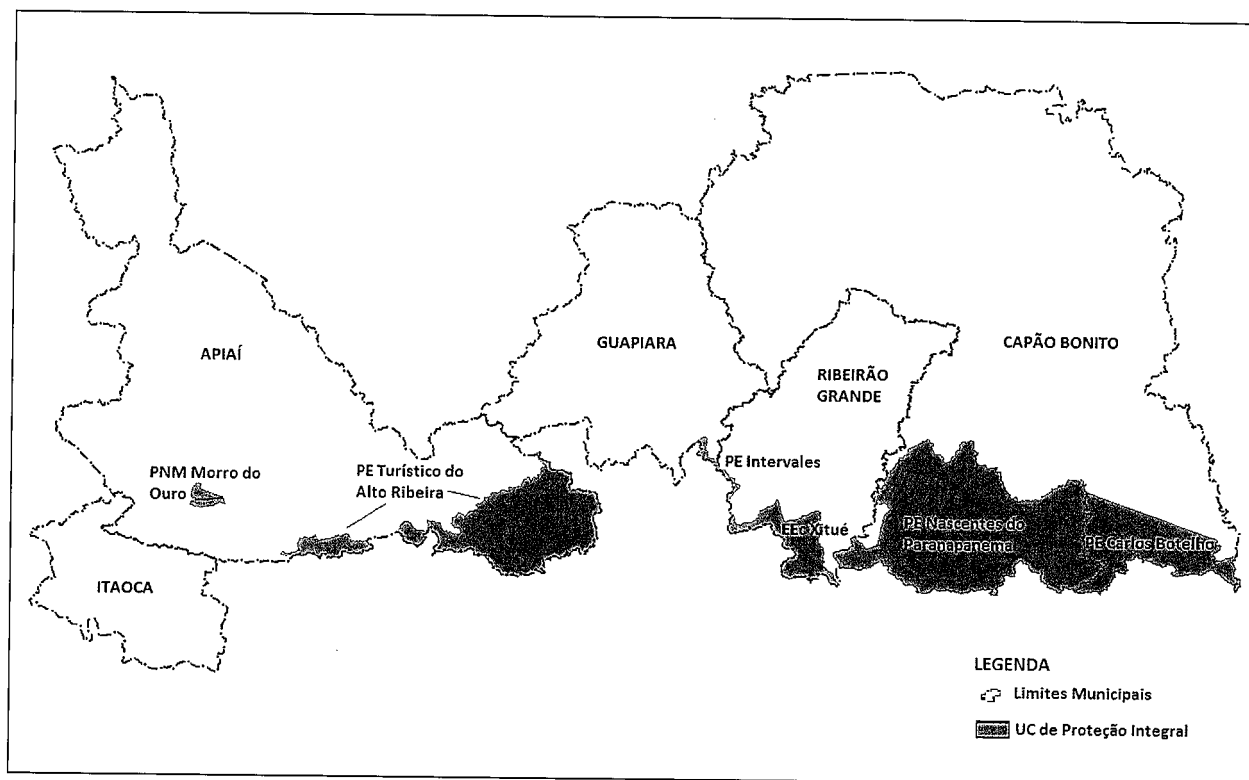 GUAPIARA
CAPÃO BONITO
APIAÍ
RIBEIRÃO
GRANDE
PNM Morro do
Ouro
PE Turístico do
Alto Ribeira
PE Intervales
EEc Xitué
PE Nascentes do
Paranapanema
PE Carlos Botelho
ITAOCA
LEGENDA
Limites Municipais
UC de Proteção Integral